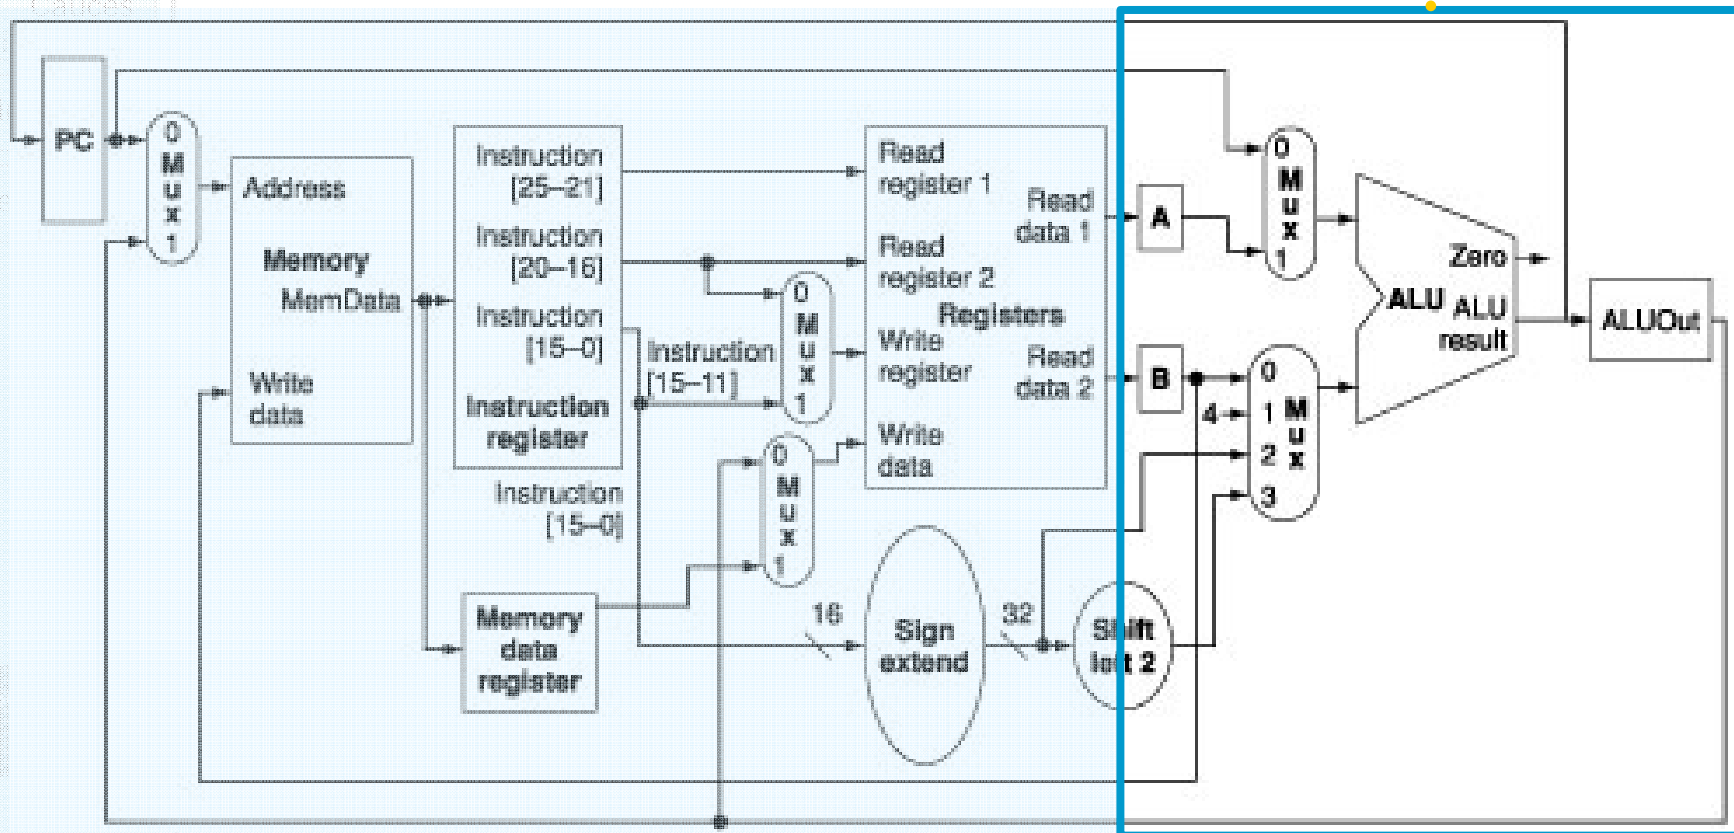 PC
0
M
u
x
1
Address
Memory
MemData
Write
data
Instruction
[25–21]
Instruction
[20–16]
Instruction
[15–0]
Instruction
register
Instruction
[15–0]
Instruction
[15–11]
0
M
u
x
1
0
M
u
x
1
Memory
data
register
Read
register 1
Read
register 2
Registers
Write
register
Write
data
Read
data 1
Read
data 2
16
Sign
extend
32
Shift
left 2
A
B
4
0
M
u
x
1
0
1
2
3
M
u
x
Zero
ALU
ALU
result
ALUOut